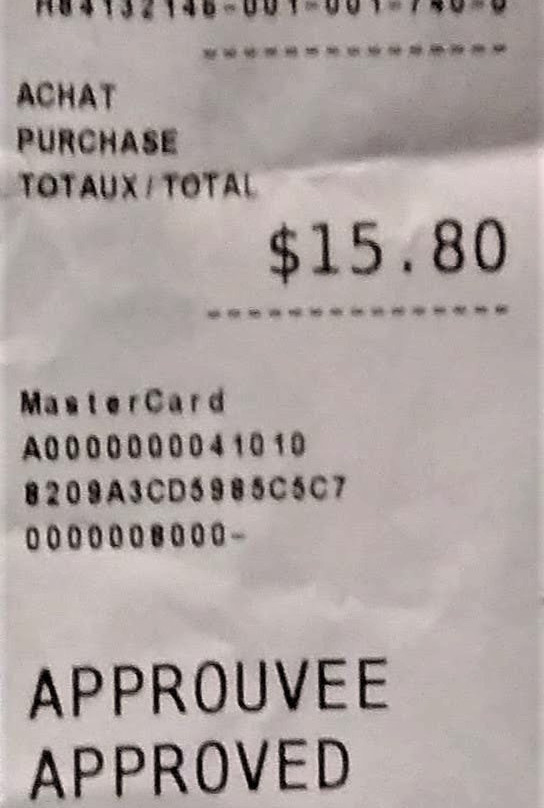 ACHAT
PURCHASE
TOTAUX / TOTAL
$15.80
MasterCard
A0000000041010
8209A3CD5985C5C7
0000008000-
APPROUVEE
APPROVED